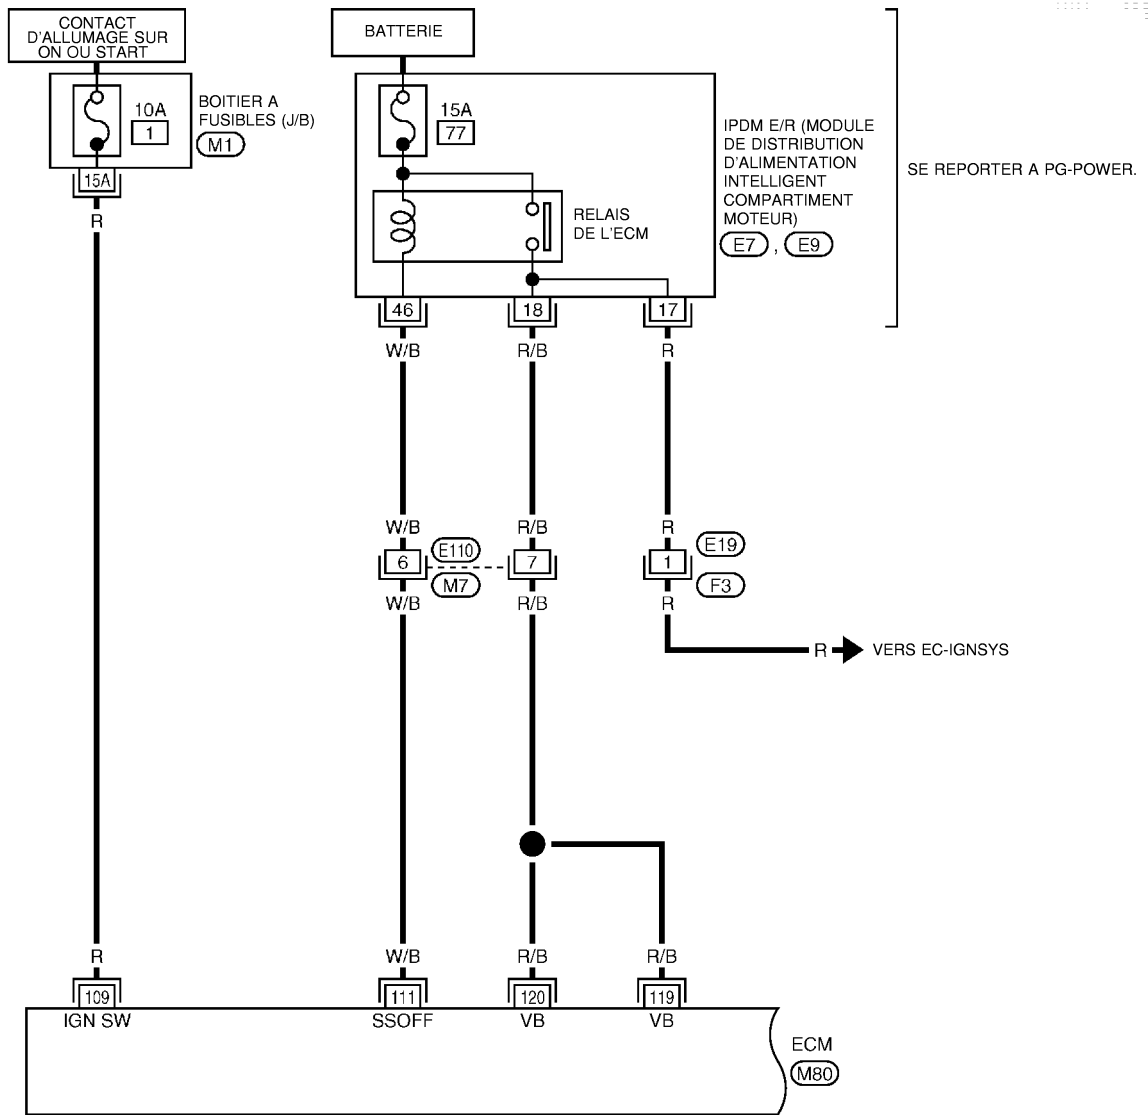 CONTACT
D'ALLUMAGE SUR
ON OU START
BATTERIE
10A
1
BOITIER A
FUSIBLES (J/B)
M1
15A
R
15A
77
RELAIS
DE L'ECM
IPDM E/R (MODULE
DE DISTRIBUTION
D'ALIMENTATION
INTELLIGENT
COMPARTIMENT
MOTEUR)
E7 , E9
SE REPORTER A PG-POWER.
46 18 17
W/B R/B R
W/B R/B R
6 E110 7 1 E19
M7 F3
W/B R/B R
R VERS EC-IGNSYS
R W/B R/B R/B
109 111 120 119
IGN SW SSOFF VB VB
ECM
M80